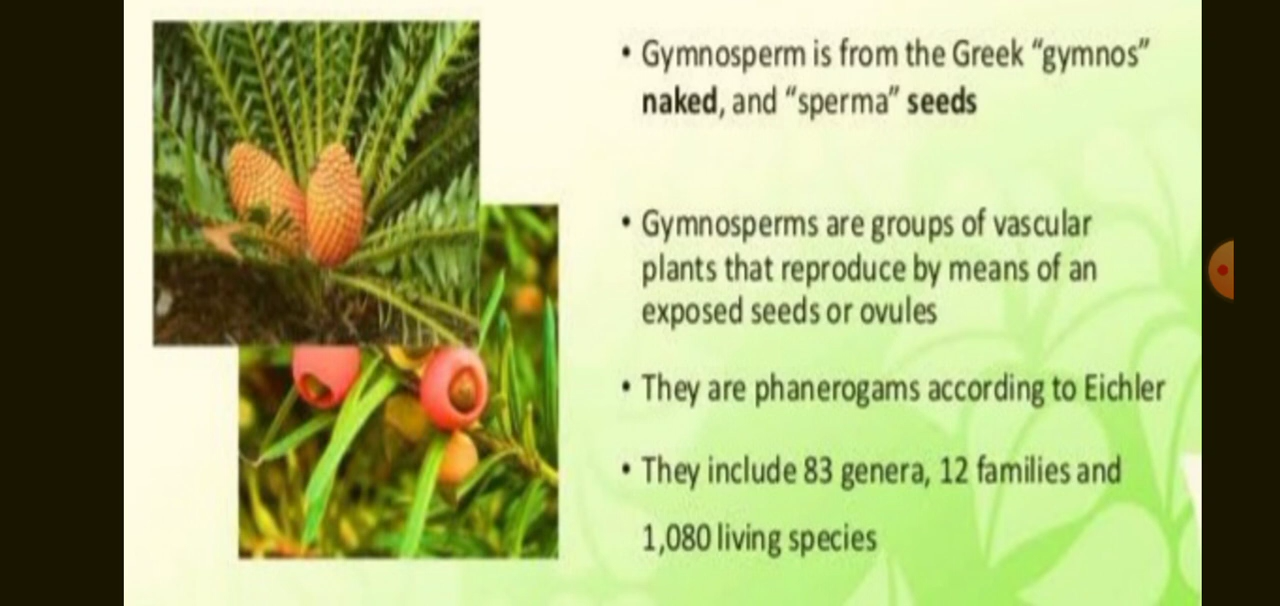 • Gymnosperm is from the Greek “gymnos”
naked, and “sperma” seeds
• Gymnosperms are groups of vascular
plants that reproduce by means of an
exposed seeds or ovules
• They are phanerogams according to Eichler
• They include 83 genera, 12 families and
1,080 living species